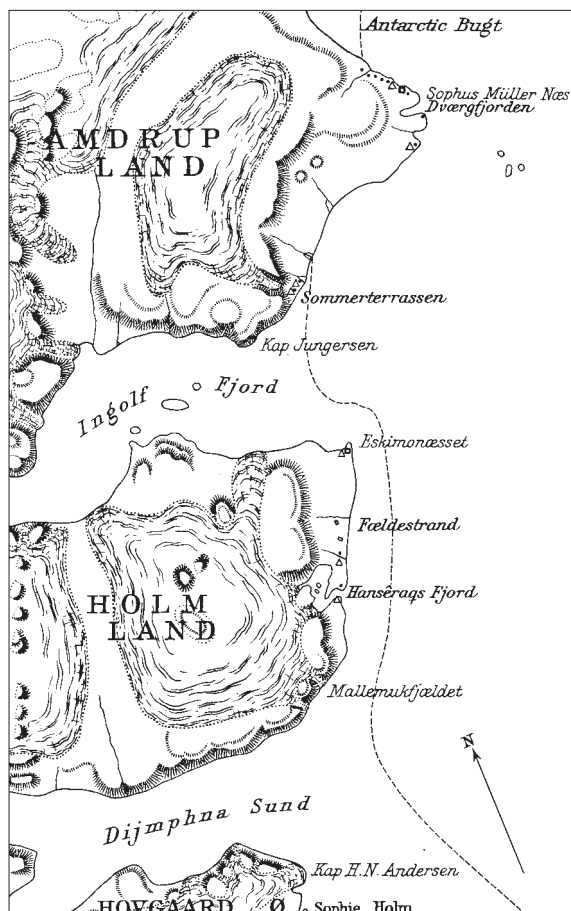 Antarctic Bugt
Sophus Müller Næs
Dværgfjorden
AMDRUP
LAND
Sommerterrassen
Kap Jungersen
Ingolf Fjord
Eskimonæsset
Fældestrand
Hanseraqs Fjord
HOLM
LAND
Mallemukfjældet
N
Dijmphna Sund
Kap H.N. Andersen
HOVGAARD Ø
Sophie Holm